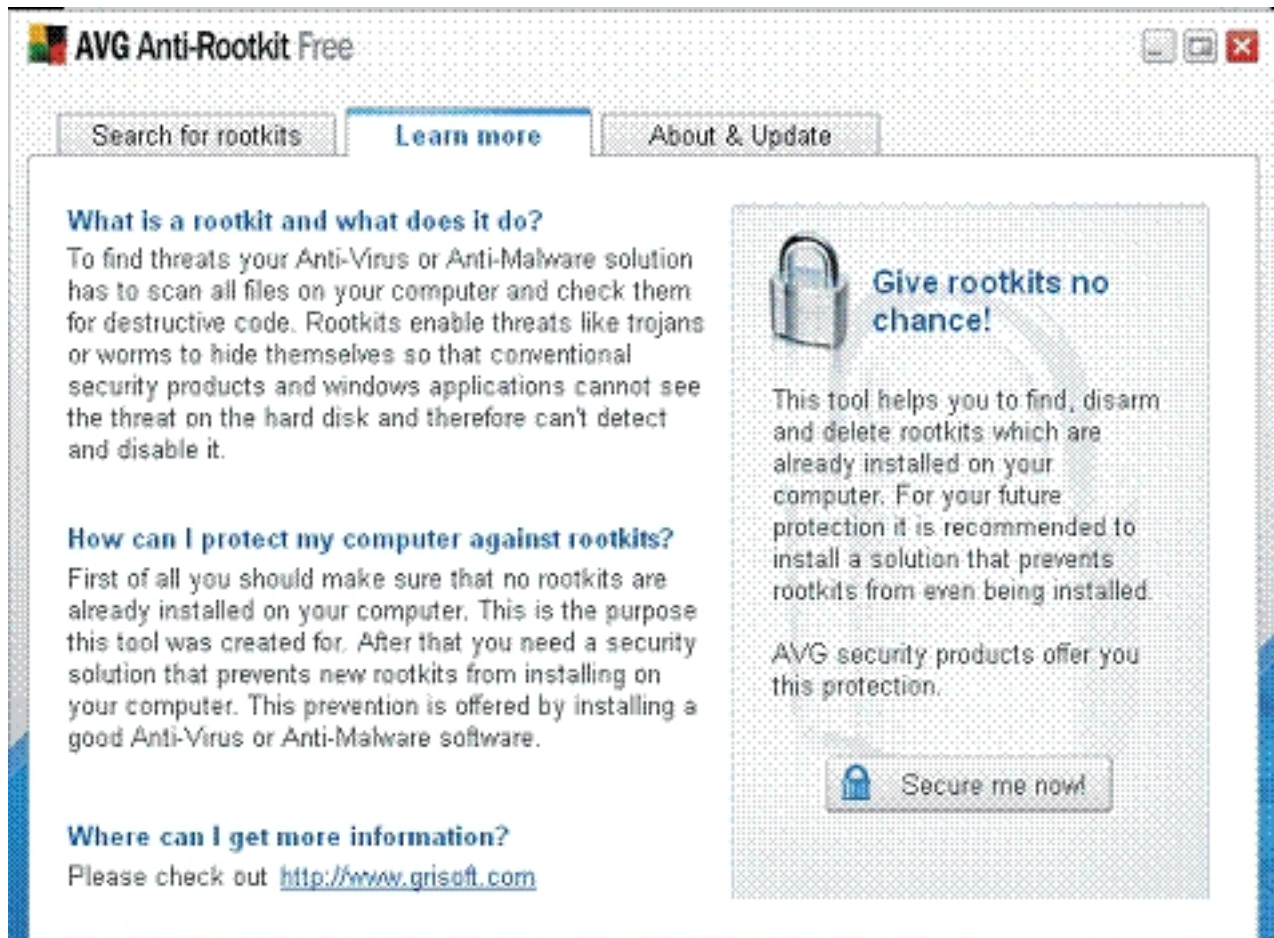 AVG Anti-Rootkit Free
Search for rootkits
Learn more
About & Update
What is a rootkit and what does it do?
To find threats your Anti-Virus or Anti-Malware solution
has to scan all files on your computer and check them
for destructive code. Rootkits enable threats like trojans
or worms to hide themselves so that conventional
security products and windows applications cannot see
the threat on the hard disk and therefore can't detect
and disable it.
How can I protect my computer against rootkits?
First of all you should make sure that no rootkits are
already installed on your computer. This is the purpose
this tool was created for. After that you need a security
solution that prevents new rootkits from installing on
your computer. This prevention is offered by installing a
good Anti-Virus or Anti-Malware software.
Where can I get more information?
Please check out http://www.grisoft.com
Give rootkits no
chance!
This tool helps you to find, disarm
and delete rootkits which are
already installed on your
computer. For your future
protection it is recommended to
install a solution that prevents
rootkits from even being installed.
AVG security products offer you
this protection.
Secure me now!